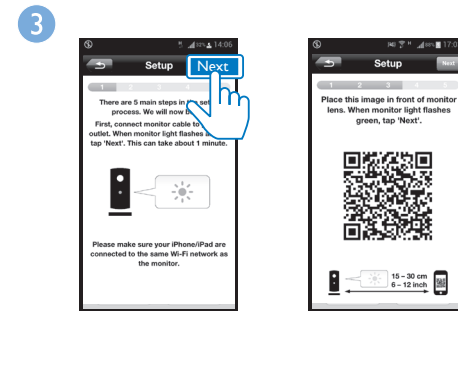 3
14:06
Setup
Next
1 2 3 4 5
There are 5 main steps in the set
process. We will now b
First, connect monitor cable to
outlet. When monitor light flashes
tap 'Next'. This can take about 1 minute.
Please make sure your iPhone/iPad are
connected to the same Wi-Fi network as
the monitor.
17:0
Setup
Next
1 2 3 4 5
Place this image in front of monitor
lens. When monitor light flashes
green, tap 'Next'.
15 – 30 cm
6 – 12 inch